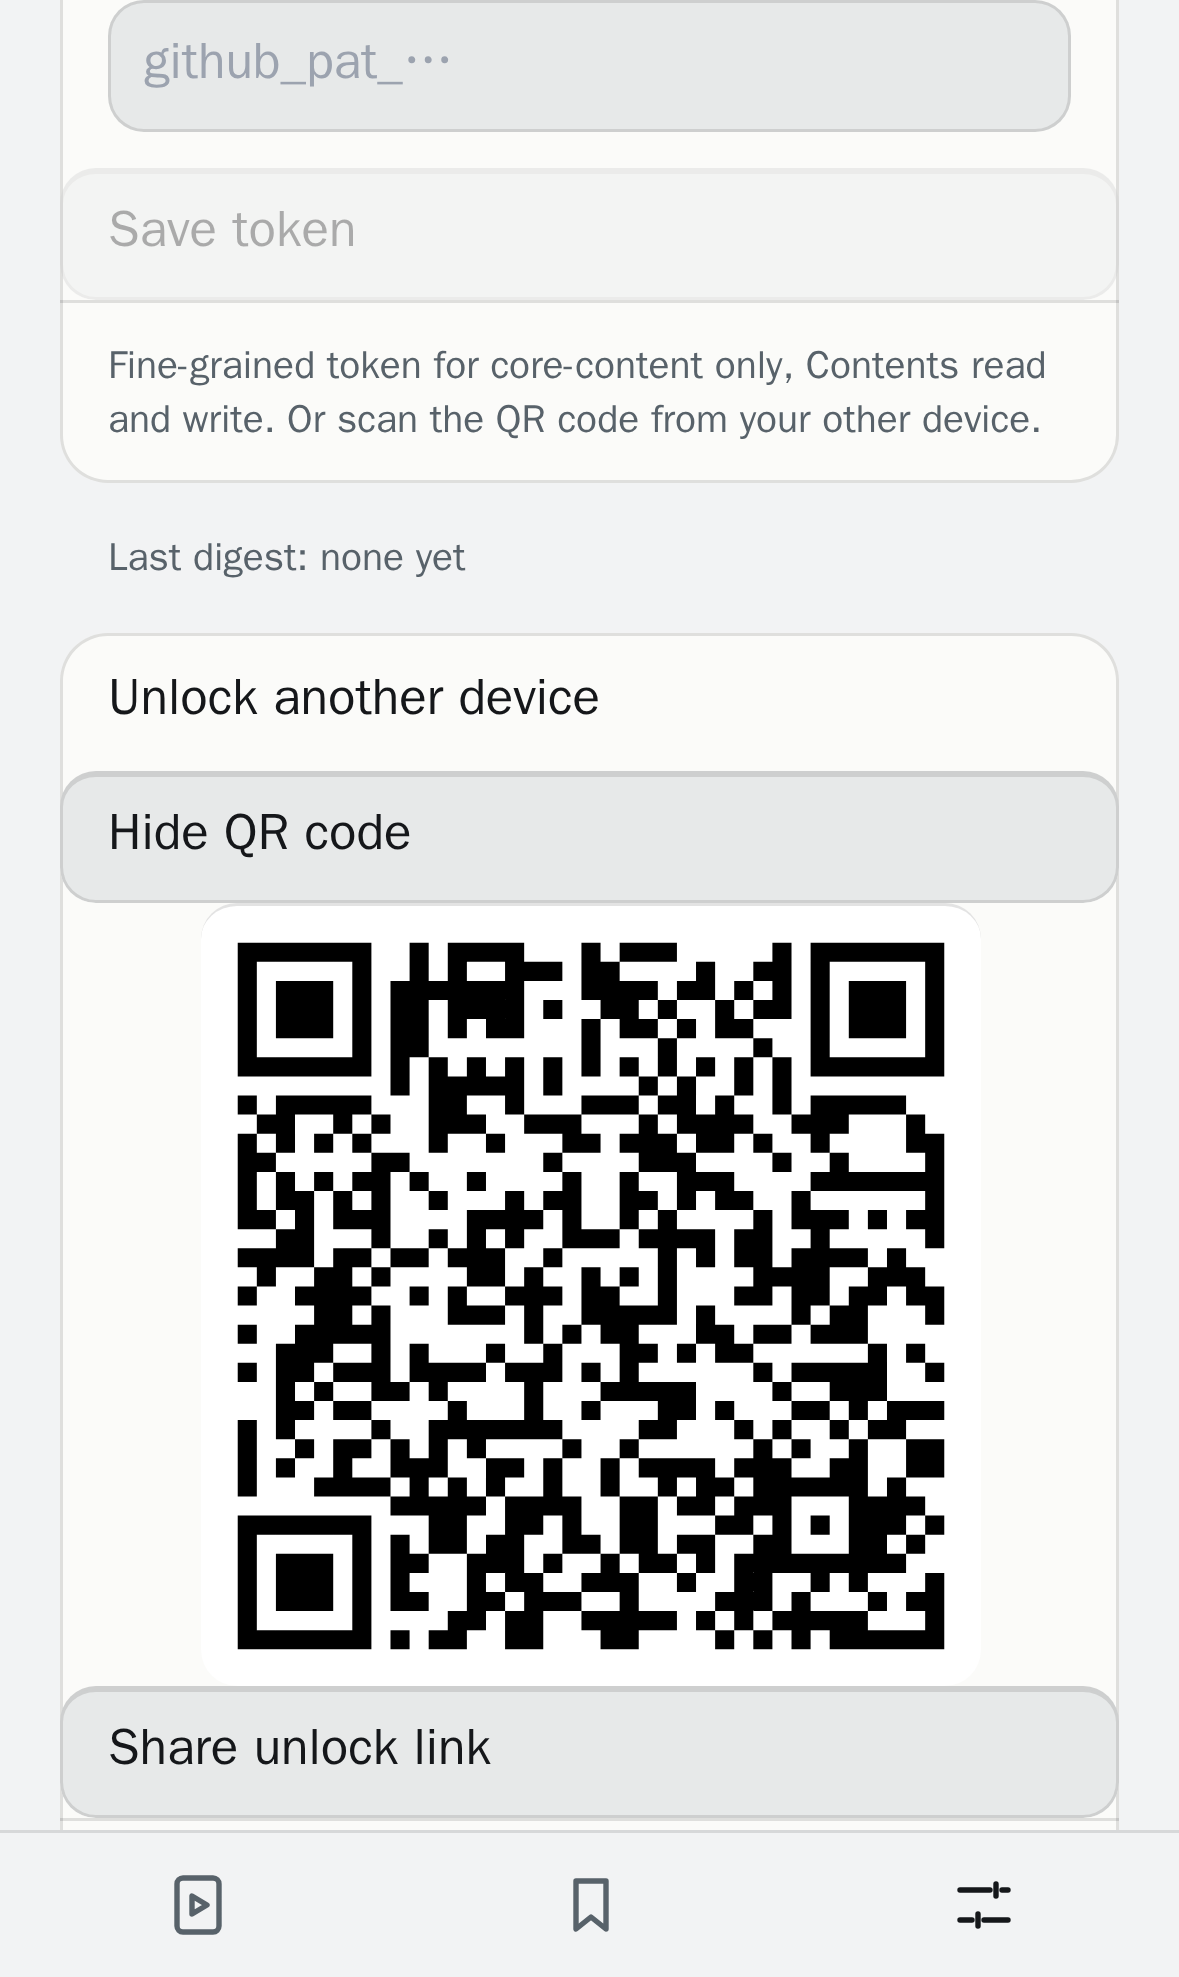 github_pat_···
Save token
Fine-grained token for core-content only, Contents read
and write. Or scan the QR code from your other device.
Last digest: none yet
Unlock another device
Hide QR code
Share unlock link